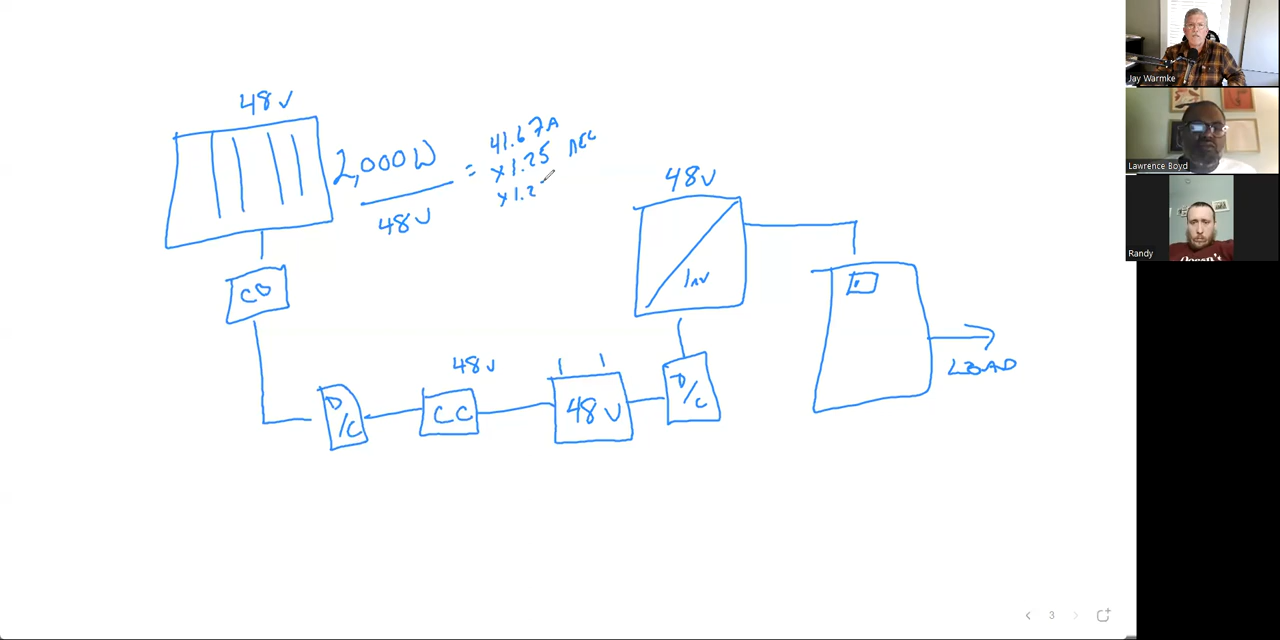 48V
2,000W
48V
= 41.67A
x1.25 NEC
x1.2
48V
Inv
CB
D/C
CC
48V
48V
D/C
LOAD
Jay Warmke
Lawrence Boyd
Randy
3